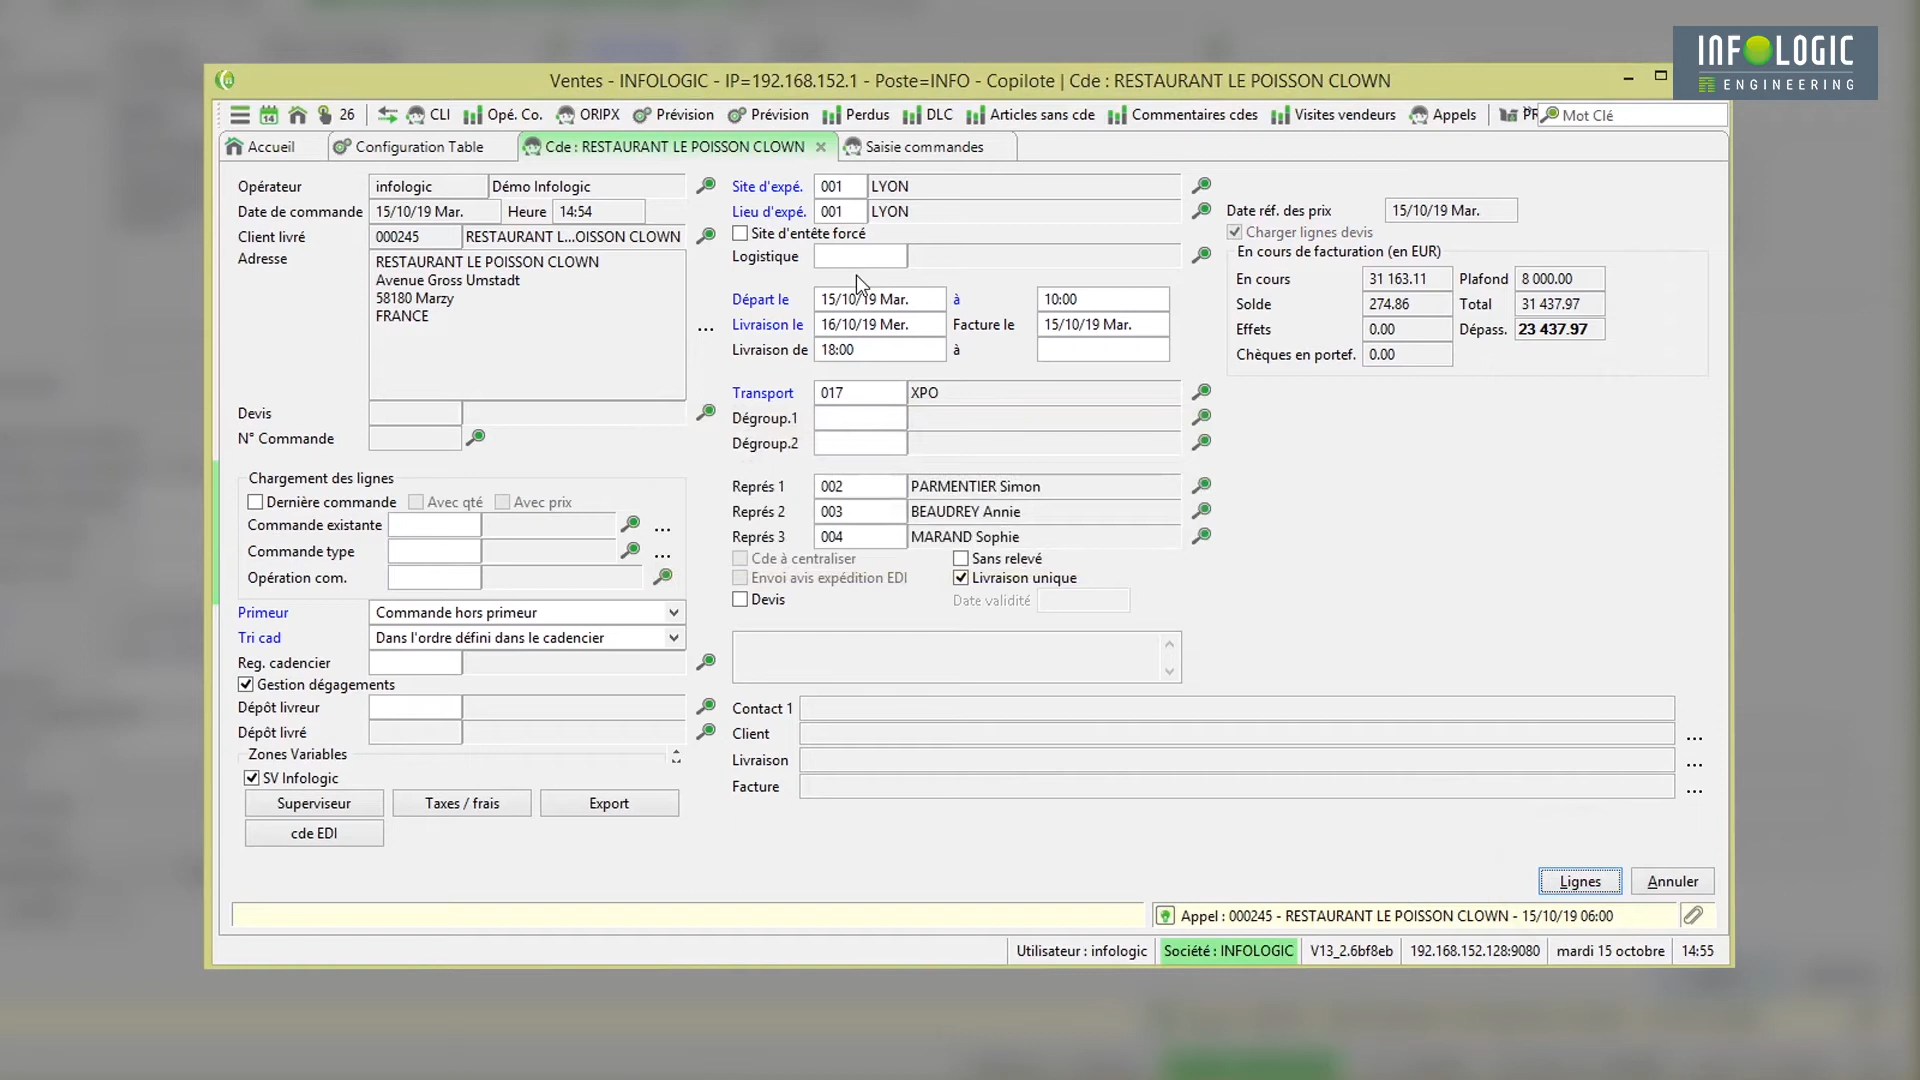 INFOLOGIC
ENGINEERING
Ventes - INFOLOGIC - IP=192.168.152.1 - Poste=INFO - Copilote | Cde : RESTAURANT LE POISSON CLOWN
14 26 CLI Opé. Co. ORIPX Prévision Prévision Perdus DLC Articles sans cde Commentaires cdes Visites vendeurs Appels PR Mot Clé
Accueil Configuration Table Cde : RESTAURANT LE POISSON CLOWN Saisie commandes
Opérateur infologic Démo Infologic
Date de commande 15/10/19 Mar. Heure 14:54
Client livré 000245 RESTAURANT L...OISSON CLOWN
Adresse RESTAURANT LE POISSON CLOWN
Avenue Gross Umstadt
58180 Marzy
FRANCE
...
Devis
N° Commande
Chargement des lignes
Dernière commande Avec qté Avec prix
Commande existante ...
Commande type ...
Opération com.
Primeur Commande hors primeur
Tri cad Dans l'ordre défini dans le cadencier
Reg. cadencier
Gestion dégagements
Dépôt livreur
Dépôt livré
Zones Variables
SV Infologic
Superviseur Taxes / frais Export
cde EDI
Site d'expé. 001 LYON
Lieu d'expé. 001 LYON
Site d'entête forcé
Logistique
Départ le 15/10/19 Mar. à 10:00
Livraison le 16/10/19 Mer. Facture le 15/10/19 Mar.
Livraison de 18:00 à
Transport 017 XPO
Dégroup.1
Dégroup.2
Représ 1 002 PARMENTIER Simon
Représ 2 003 BEAUDREY Annie
Représ 3 004 MARAND Sophie
Cde à centraliser Sans relevé
Envoi avis expédition EDI Livraison unique
Devis Date validité
Contact 1
Client ...
Livraison ...
Facture ...
Date réf. des prix 15/10/19 Mar.
Charger lignes devis
En cours de facturation (en EUR)
En cours 31 163.11 Plafond 8 000.00
Solde 274.86 Total 31 437.97
Effets 0.00 Dépass. 23 437.97
Chèques en portef. 0.00
Lignes Annuler
Appel : 000245 - RESTAURANT LE POISSON CLOWN - 15/10/19 06:00
Utilisateur : infologic Société : INFOLOGIC V13_2.6bf8eb 192.168.152.128:9080 mardi 15 octobre 14:55